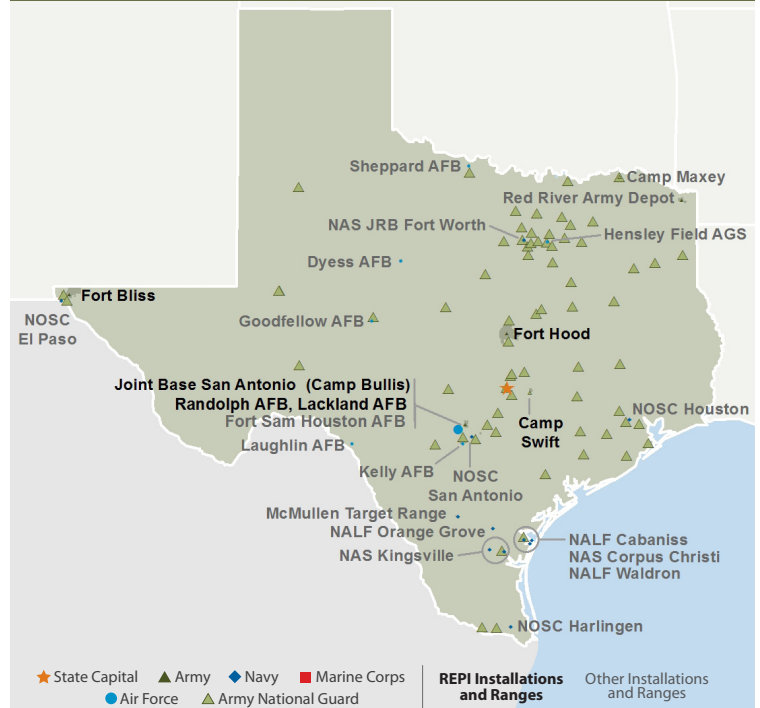 Sheppard AFB
Camp Maxey
Red River Army Depot
NAS JRB Fort Worth
Hensley Field AGS
Dyess AFB
Fort Bliss
NOSC
El Paso
Goodfellow AFB
Fort Hood
Joint Base San Antonio (Camp Bullis)
Randolph AFB, Lackland AFB
Fort Sam Houston AFB
Camp
Swift
NOSC Houston
Laughlin AFB
Kelly AFB
NOSC
San Antonio
McMullen Target Range
NALF Orange Grove
NAS Kingsville
NALF Cabaniss
NAS Corpus Christi
NALF Waldron
NOSC Harlingen
State Capital
Army
Navy
Marine Corps
Air Force
Army National Guard
REPI Installations
and Ranges
Other Installations
and Ranges